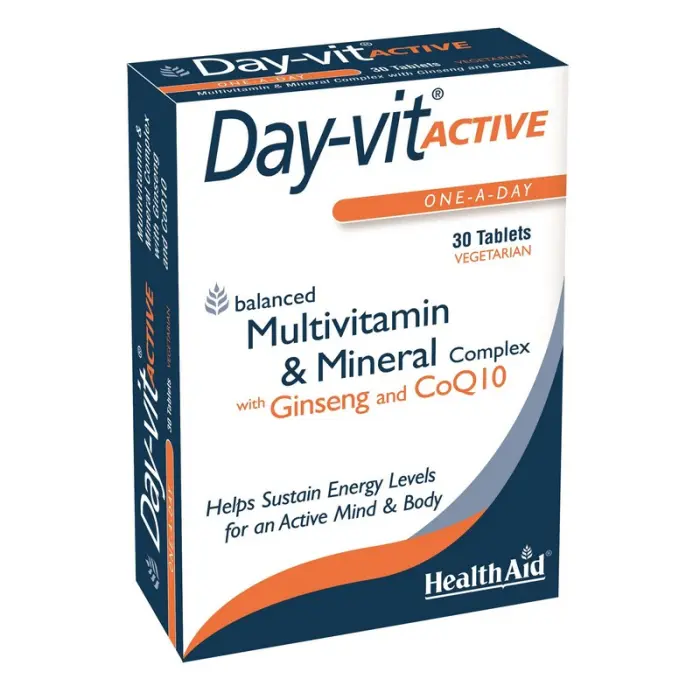 Day-vit® ACTIVE
30 Tablets VEGETARIAN
ONE-A-DAY
Multivitamin & Mineral Complex with Ginseng and CoQ10
Day-vit® ACTIVE
ONE-A-DAY
30 Tablets
VEGETARIAN
balanced
Multivitamin
& Mineral Complex
with Ginseng and CoQ10
Helps Sustain Energy Levels
for an Active Mind & Body
HealthAid®
Multivitamin &
Mineral Complex
with Ginseng
and CoQ10
Day-vit® ACTIVE
30 Tablets VEGETARIAN
ONE-A-DAY